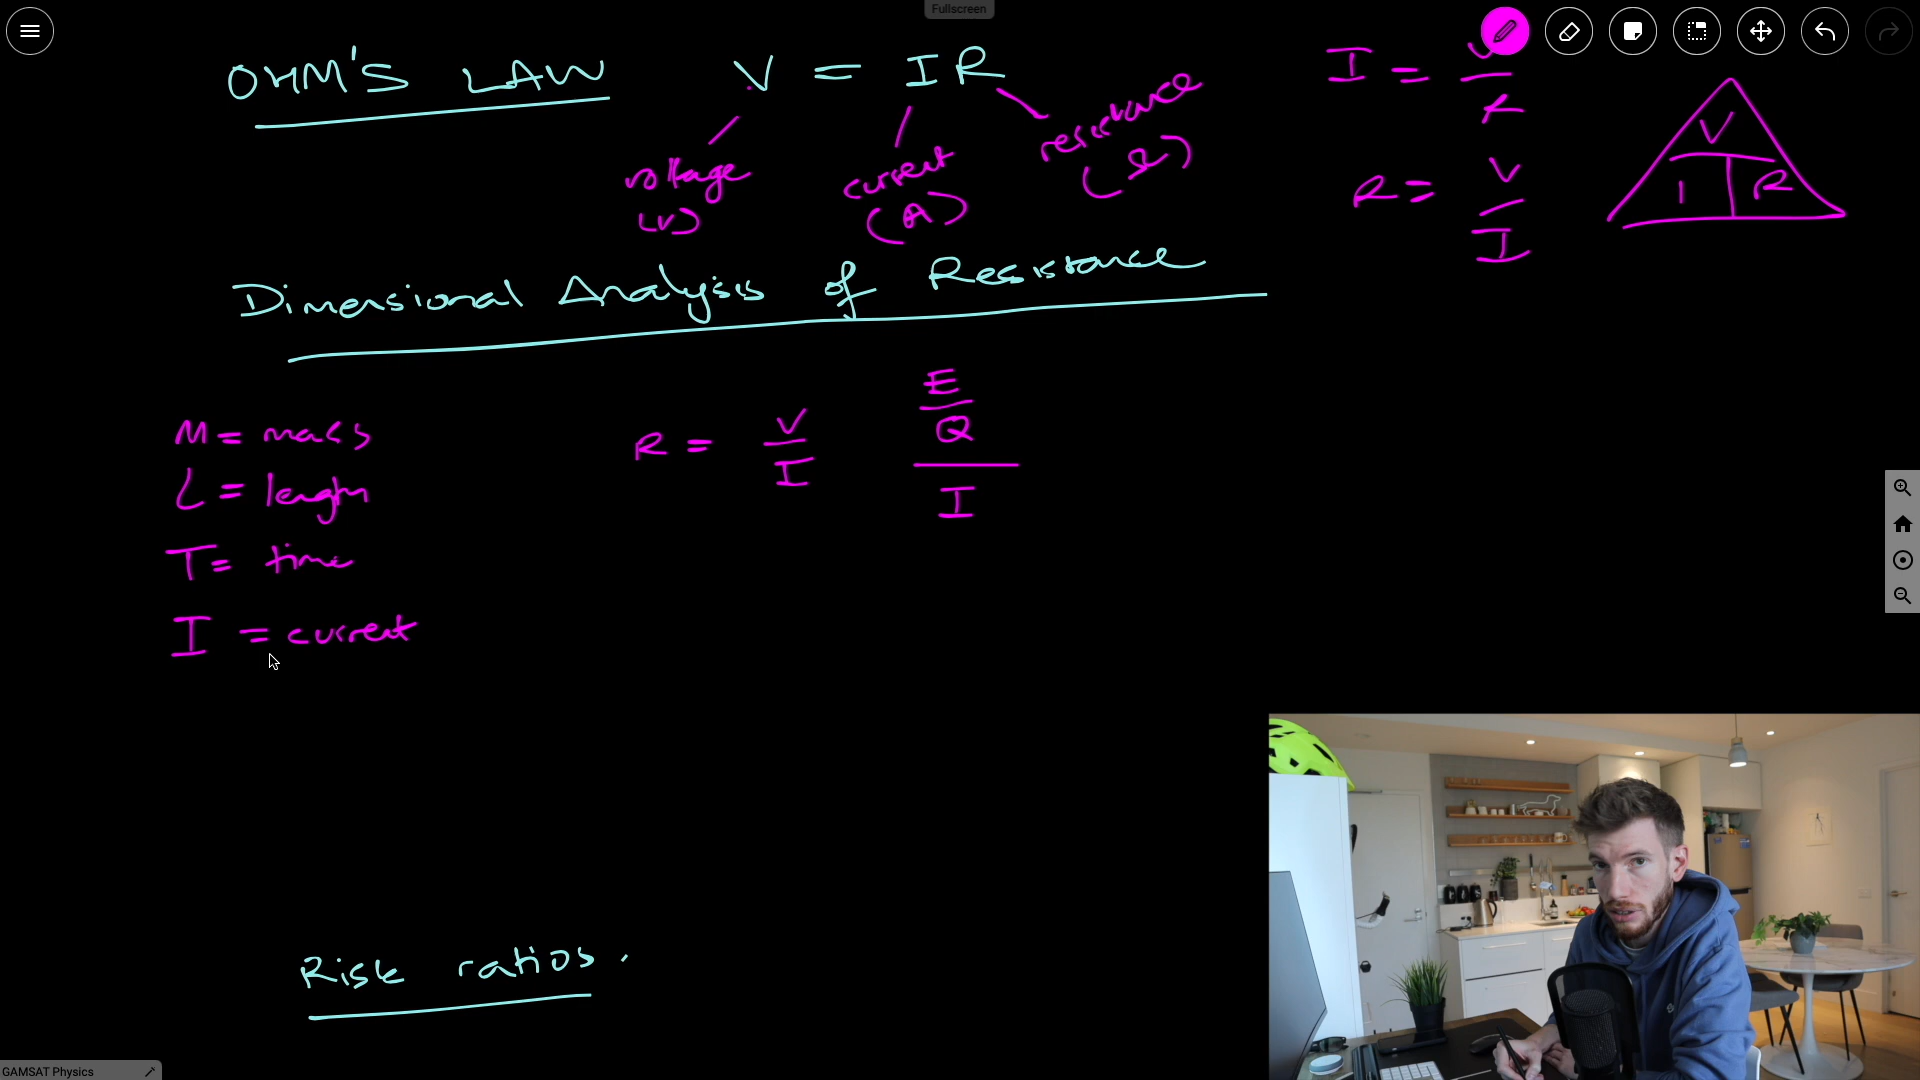 Fullscreen
OHM'S LAW V = IR
voltage (V)
current (A)
resistance (Ω)
I = V/R
R = V/I
V
I R
Dimensional Analysis of Resistance
M = mass
L = length
T = time
I = current
R = V/I
E/Q
I
Risk ratios.
GAMSAT Physics